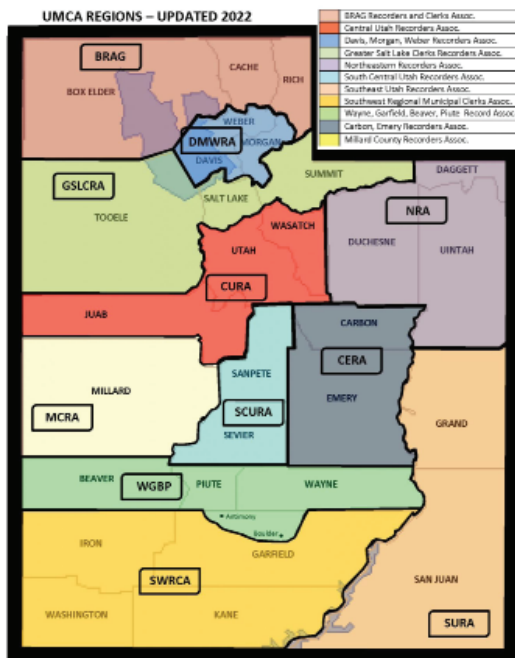 UMCA REGIONS – UPDATED 2022
BRAG Recorders and Clerks Assoc.
Central Utah Recorders Assoc.
Davis, Morgan, Weber Recorders Assoc.
Greater Salt Lake Clerks Recorders Assoc.
Northeastern Recorders Assoc.
South Central Utah Recorders Assoc.
Southeast Utah Recorders Assoc.
Southwest Regional Municipal Clerks Assoc.
Wayne, Garfield, Beaver, Piute Record Assoc.
Carbon, Emery Recorders Assoc.
Millard County Recorders Assoc.
BRAG
CACHE
RICH
BOX ELDER
WEBER
DMWRA
MORGAN
DAVIS
GSLCRA
SUMMIT
DAGGETT
TOOELE
SALT LAKE
NRA
WASATCH
UTAH
DUCHESNE
UINTAH
CURA
JUAB
CARBON
CERA
SANPETE
MILLARD
EMERY
MCRA
SCURA
GRAND
SEVIER
BEAVER
WGBP
PIUTE
WAYNE
Antimony
Boulder
IRON
GARFIELD
SWRCA
SAN JUAN
WASHINGTON
KANE
SURA